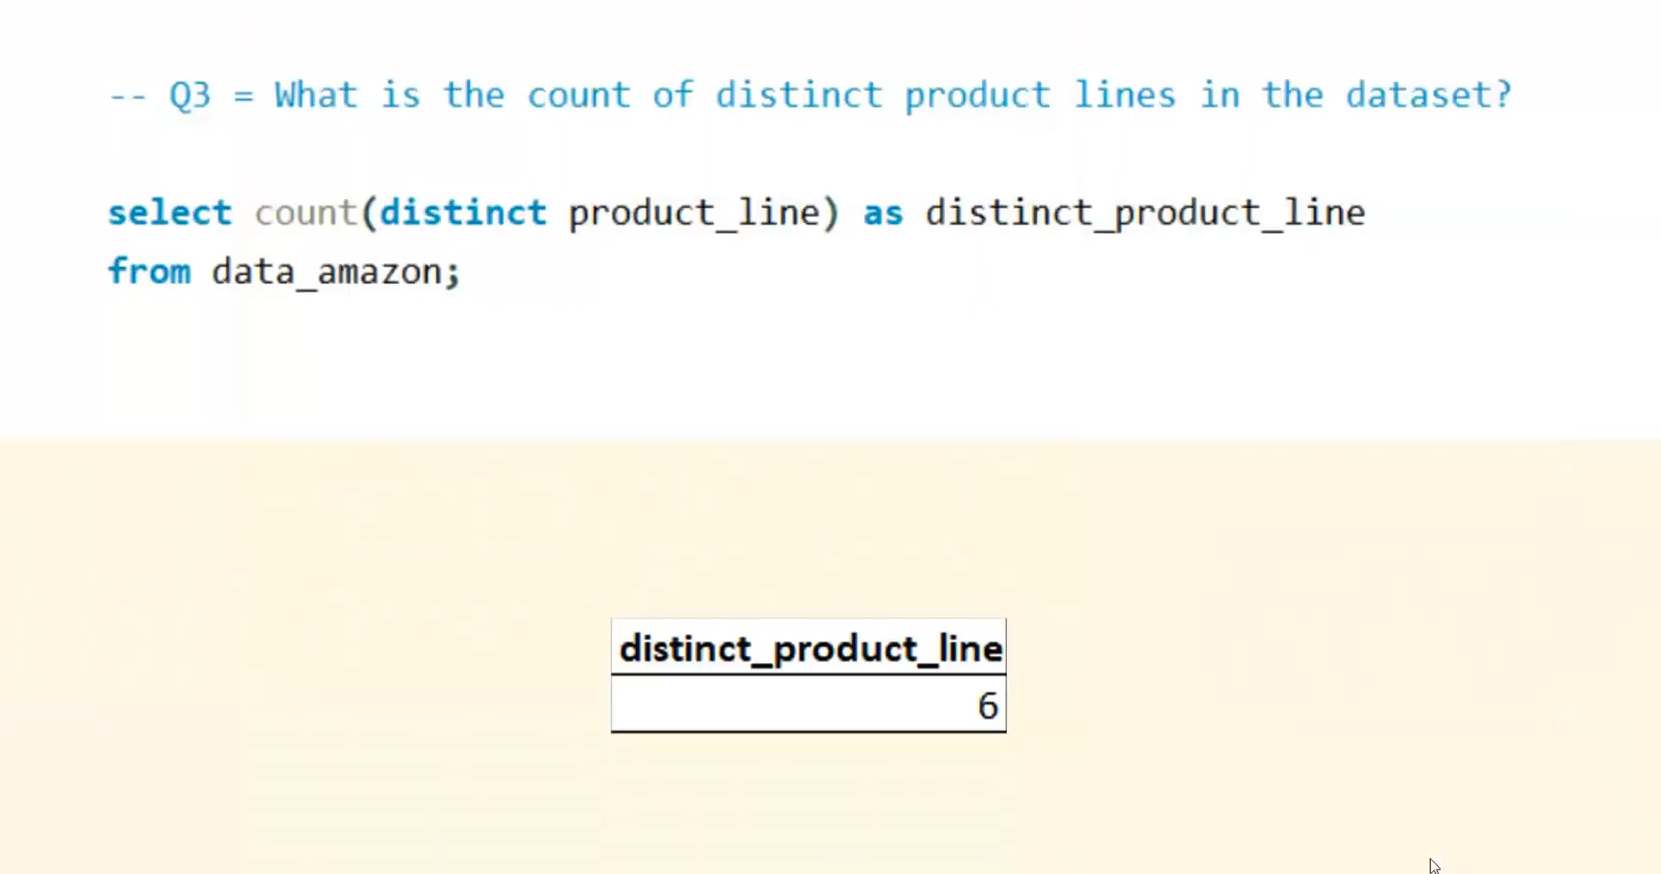 -- Q3 = What is the count of distinct product lines in the dataset?
select count(distinct product_line) as distinct_product_line
from data_amazon;
distinct_product_line
6